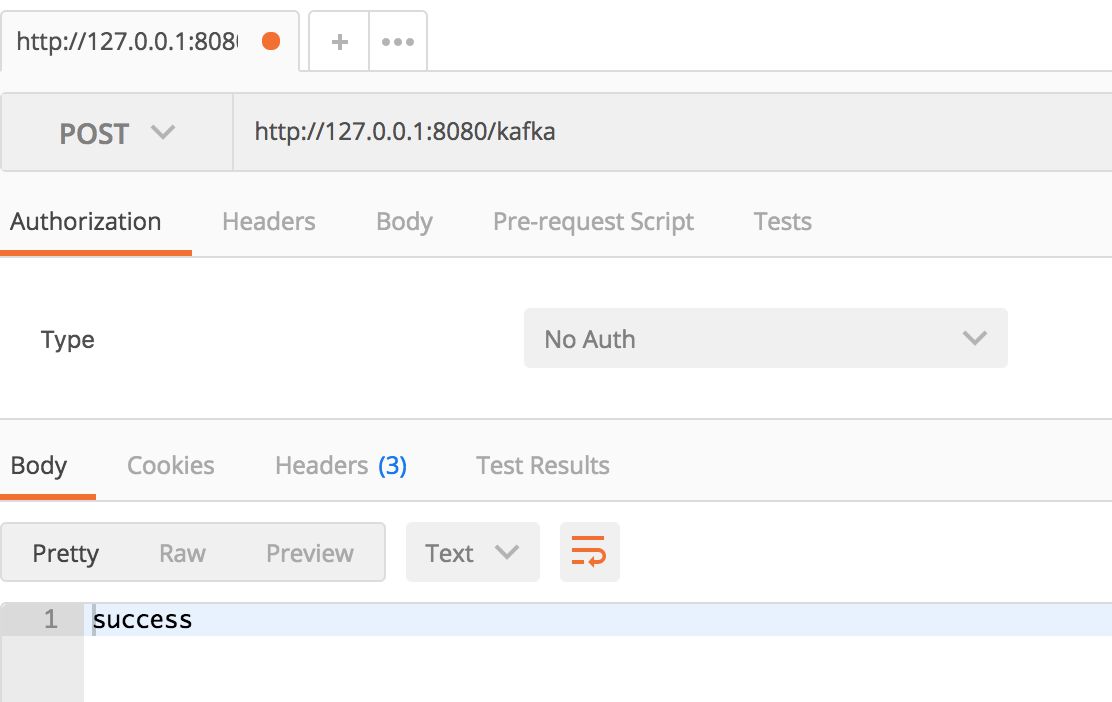 http://127.0.0.1:808
POST
http://127.0.0.1:8080/kafka
Authorization Headers Body Pre-request Script Tests
Type No Auth
Body Cookies Headers (3) Test Results
Pretty Raw Preview Text
1 success